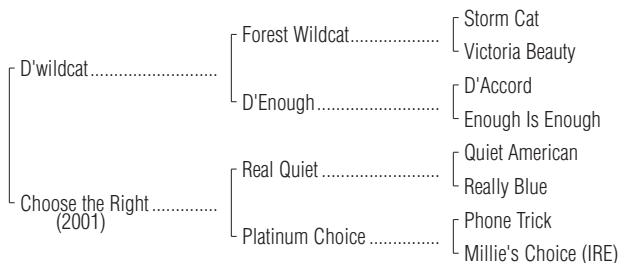 Storm Cat
Forest Wildcat....................
Victoria Beauty
D'wildcat............................
D'Accord
D'Enough...........................
Enough Is Enough
Quiet American
Real Quiet ..........................
Really Blue
Choose the Right ..............
(2001)
Phone Trick
Platinum Choice ...............
Millie's Choice (IRE)